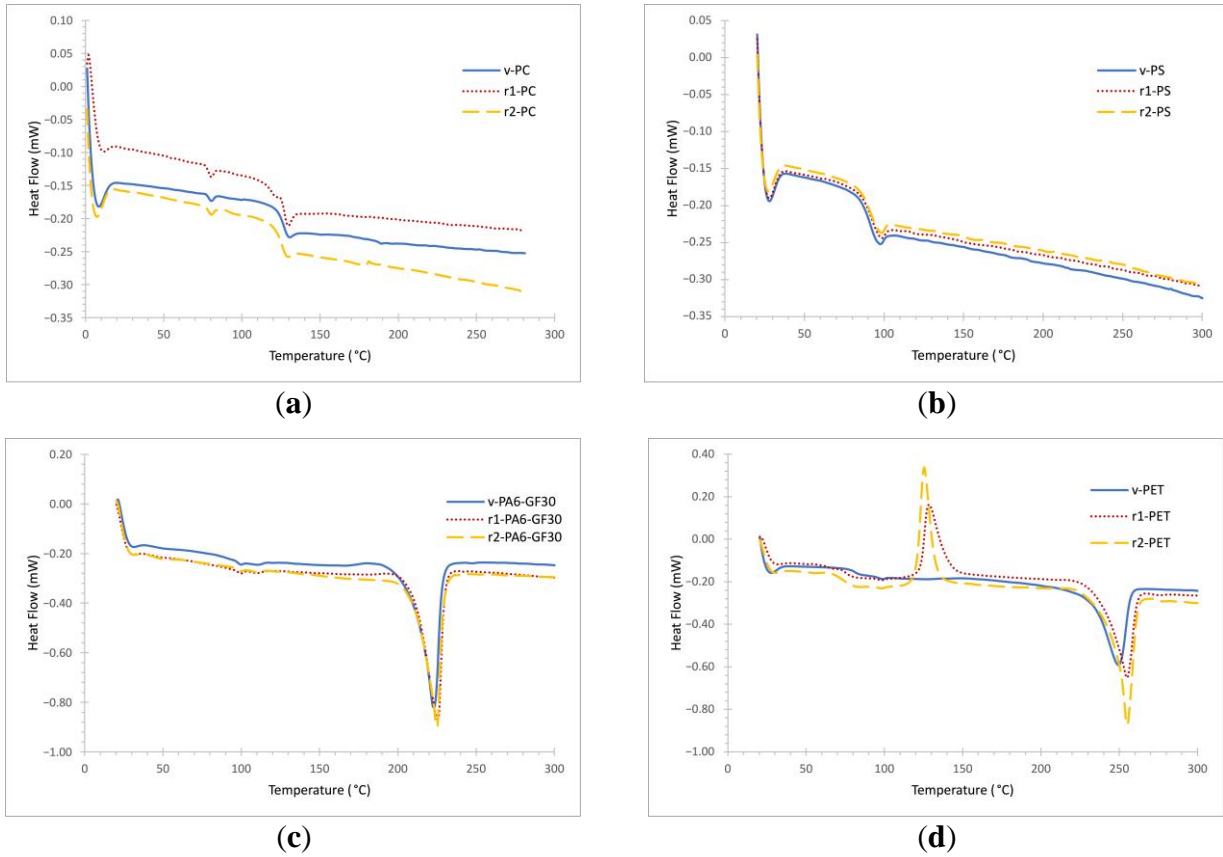 0.10
0.05
0.00
−0.05
−0.10
−0.15
−0.20
−0.25
−0.30
−0.35
Heat Flow (mW)
v-PC
r1-PC
r2-PC
0 50 100 150 200 250 300
Temperature (°C)
(a)
0.05
0.00
−0.05
−0.10
−0.15
−0.20
−0.25
−0.30
−0.35
Heat Flow (mW)
v-PS
r1-PS
r2-PS
0 50 100 150 200 250 300
Temperature (°C)
(b)
0.20
0.00
−0.20
−0.40
−0.60
−0.80
−1.00
Heat Flow (mW)
v-PA6-GF30
r1-PA6-GF30
r2-PA6-GF30
0 50 100 150 200 250 300
Temperature (°C)
(c)
0.40
0.20
0.00
−0.20
−0.40
−0.60
−0.80
−1.00
Heat Flow (mW)
v-PET
r1-PET
r2-PET
0 50 100 150 200 250 300
Temperature (°C)
(d)